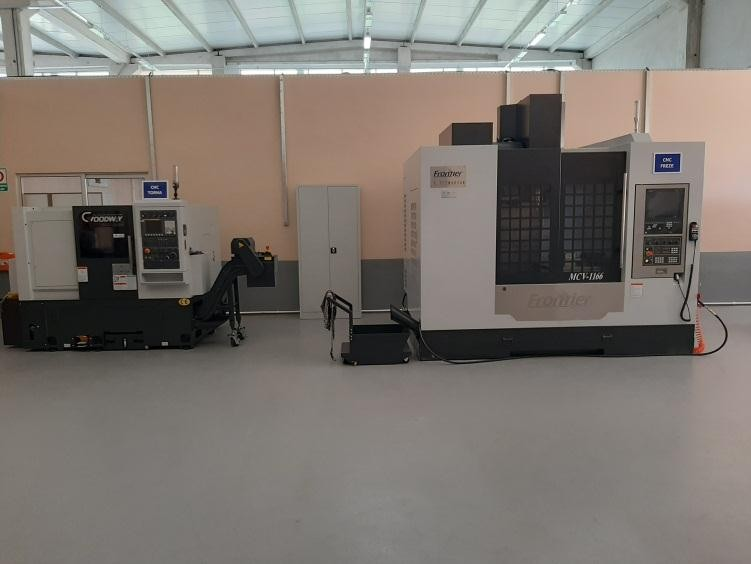 CNC
TORNA
GOODWAY
Frontier
CNC
FREZE
MCV-1166
Frontier